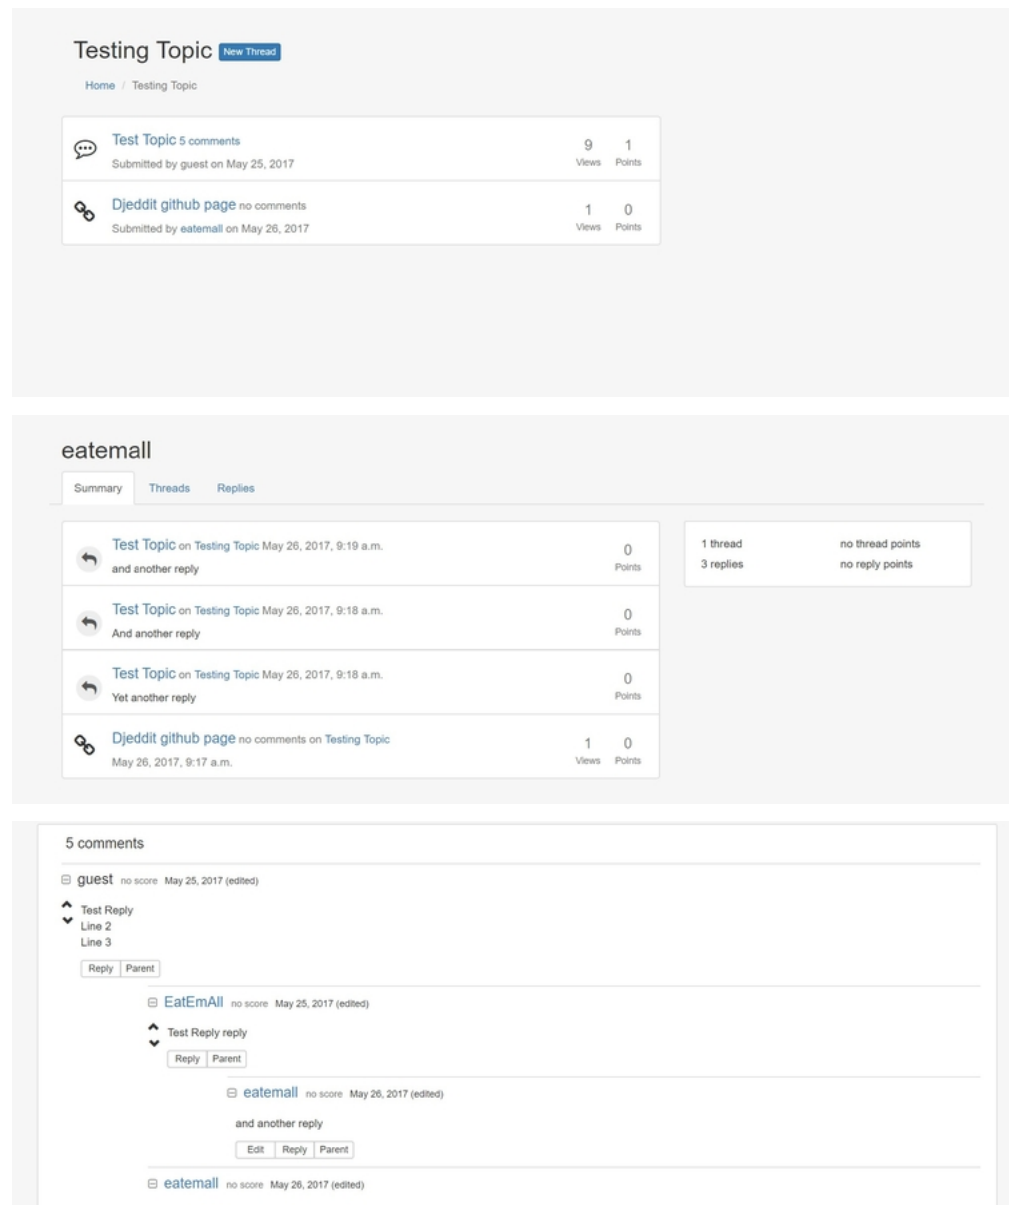 Testing Topic New Thread
Home / Testing Topic
Test Topic 5 comments
Submitted by guest on May 25, 2017
9 Views 1 Points
Djeddit github page no comments
Submitted by eatemall on May 26, 2017
1 Views 0 Points
eatemall
Summary Threads Replies
Test Topic on Testing Topic May 26, 2017, 9:19 a.m.
and another reply
0 Points
Test Topic on Testing Topic May 26, 2017, 9:18 a.m.
And another reply
0 Points
Test Topic on Testing Topic May 26, 2017, 9:18 a.m.
Yet another reply
0 Points
Djeddit github page no comments on Testing Topic
May 26, 2017, 9:17 a.m.
1 Views 0 Points
1 thread no thread points
3 replies no reply points
5 comments
guest no score May 25, 2017 (edited)
Test Reply
Line 2
Line 3
Reply Parent
EatEmAll no score May 25, 2017 (edited)
Test Reply reply
Reply Parent
eatemall no score May 26, 2017 (edited)
and another reply
Edit Reply Parent
eatemall no score May 26, 2017 (edited)